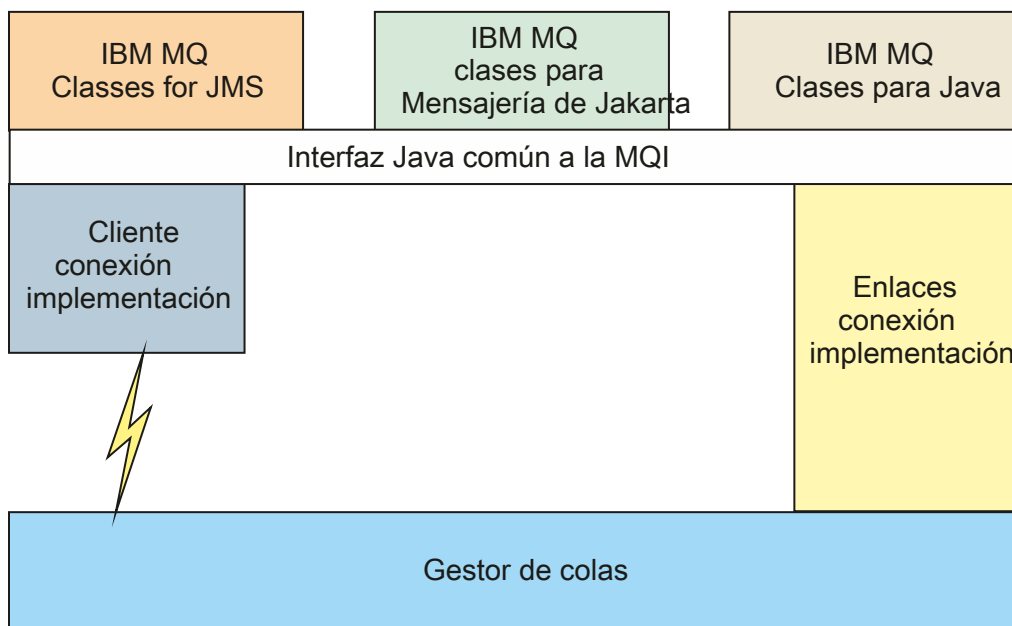 IBM MQ
Classes for JMS
IBM MQ
clases para
Mensajería de Jakarta
IBM MQ
Clases para Java
Interfaz Java común a la MQI
Cliente
conexión
implementación
Enlaces
conexión
implementación
Gestor de colas